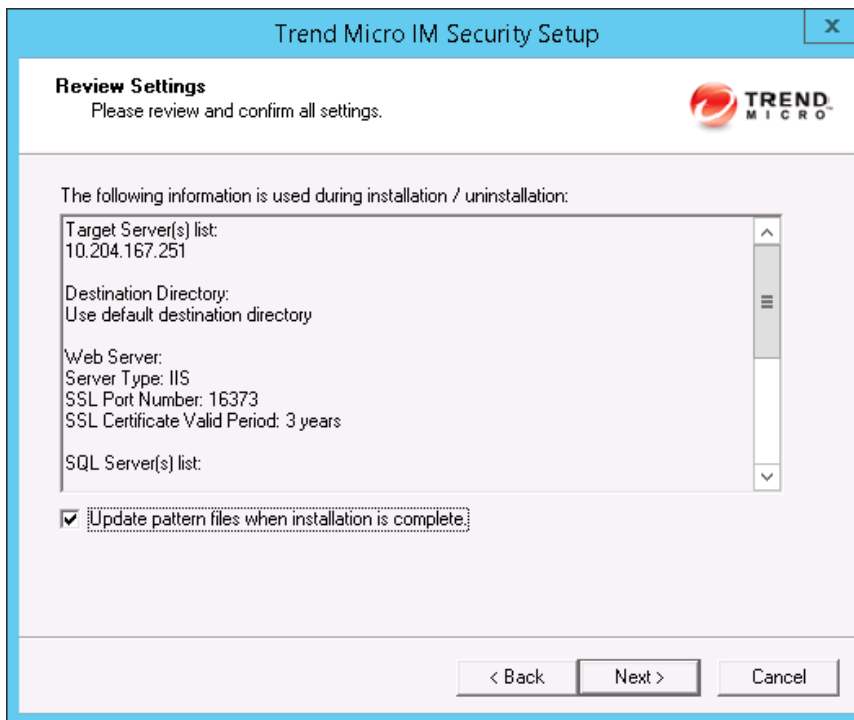 Trend Micro IM Security Setup
x
Review Settings
Please review and confirm all settings.
TREND
MICRO™
The following information is used during installation / uninstallation:
Target Server(s) list:
10.204.167.251
Destination Directory:
Use default destination directory
Web Server:
Server Type: IIS
SSL Port Number: 16373
SSL Certificate Valid Period: 3 years
SQL Server(s) list:
Update pattern files when installation is complete.
< Back Next > Cancel